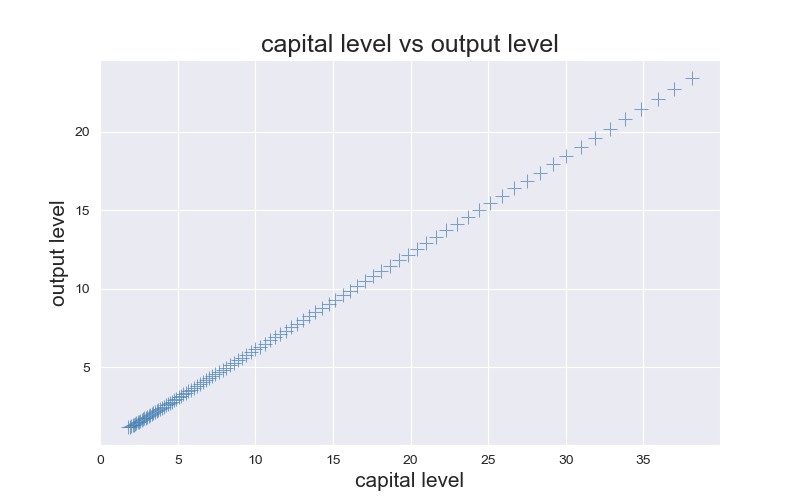 capital level vs output level
output level
20
15
10
5
0 5 10 15 20 25 30 35
capital level